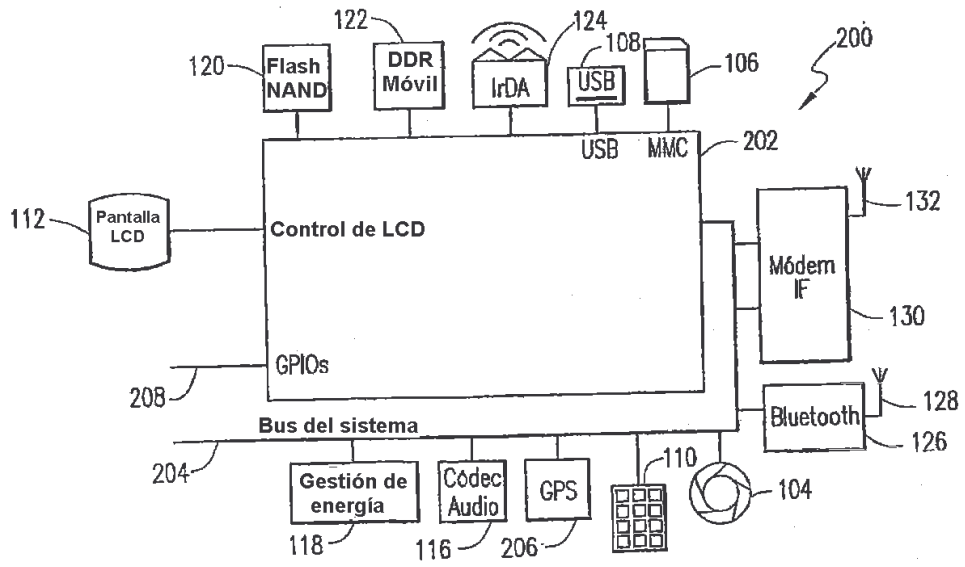 122
124
200
120
Flash
NAND
DDR
Móvil
IrDA
108
USB
106
USB
MMC
202
112
Pantalla
LCD
Control de LCD
132
Módem
IF
130
GPIOs
208
128
Bluetooth
126
Bus del sistema
204
110
Gestión de
energía
Códec
Audio
GPS
104
118
116
206